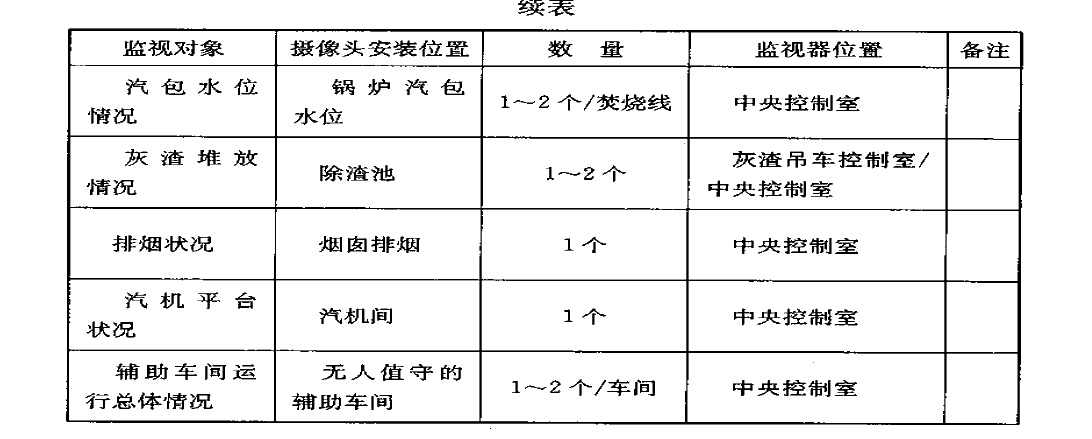 续表
监视对象 摄像头安装位置 数 量 监视器位置 备注
汽包水位 锅炉汽包
情况 水位 1～2个/焚烧线 中央控制室
灰渣堆放 灰渣吊车控制室/
情况 除渣池 1～2个 中央控制室
排烟状况 烟囱排烟 1个 中央控制室
汽机平台
状况 汽机间 1个 中央控制室
辅助车间运 无人值守的
行总体情况 辅助车间 1～2个/车间 中央控制室